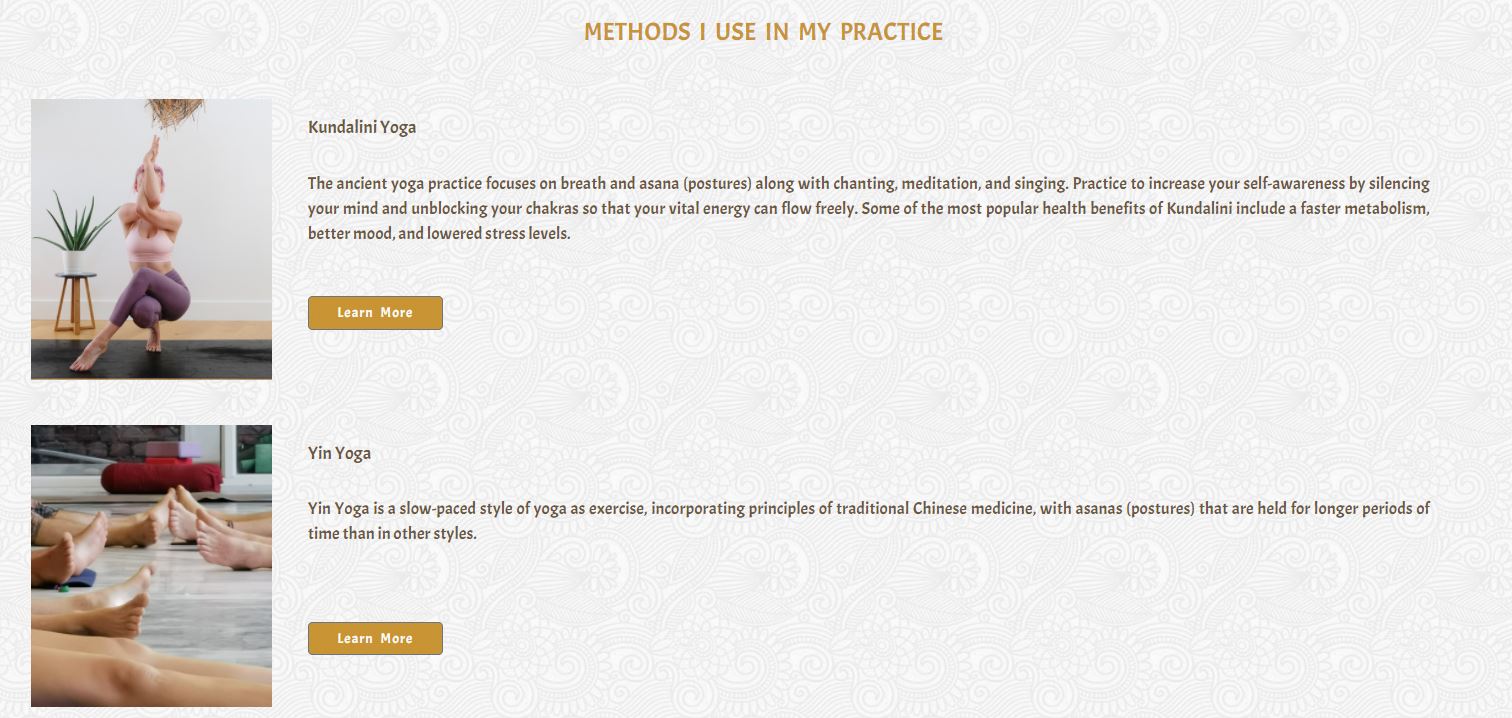 METHODS I USE IN MY PRACTICE
Kundalini Yoga
The ancient yoga practice focuses on breath and asana (postures) along with chanting, meditation, and singing. Practice to increase your self-awareness by silencing
your mind and unblocking your chakras so that your vital energy can flow freely. Some of the most popular health benefits of Kundalini include a faster metabolism,
better mood, and lowered stress levels.
Learn More
Yin Yoga
Yin Yoga is a slow-paced style of yoga as exercise, incorporating principles of traditional Chinese medicine, with asanas (postures) that are held for longer periods of
time than in other styles.
Learn More